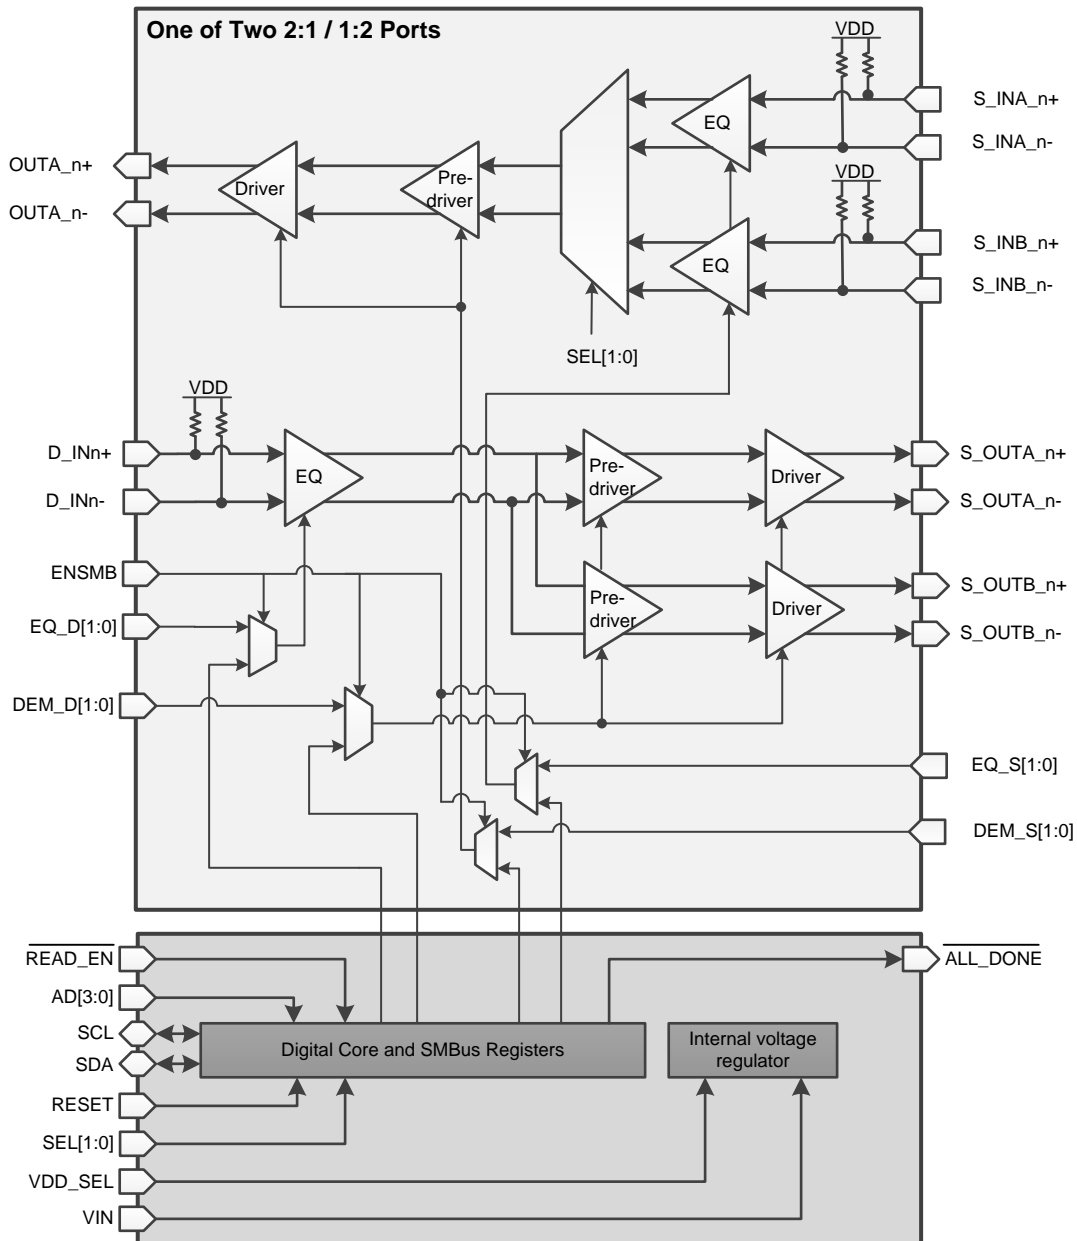 One of Two 2:1 / 1:2 Ports
VDD
S_INA_n+
EQ
S_INA_n-
OUTA_n+
Driver
Pre-
driver
VDD
OUTA_n-
S_INB_n+
EQ
S_INB_n-
SEL[1:0]
VDD
D_INn+
EQ
Pre-
driver
Driver
S_OUTA_n+
D_INn-
S_OUTA_n-
ENSMB
Pre-
driver
Driver
S_OUTB_n+
EQ_D[1:0]
S_OUTB_n-
DEM_D[1:0]
EQ_S[1:0]
DEM_S[1:0]
READ_EN
ALL_DONE
AD[3:0]
SCL
Digital Core and SMBus Registers
Internal voltage
regulator
SDA
RESET
SEL[1:0]
VDD_SEL
VIN